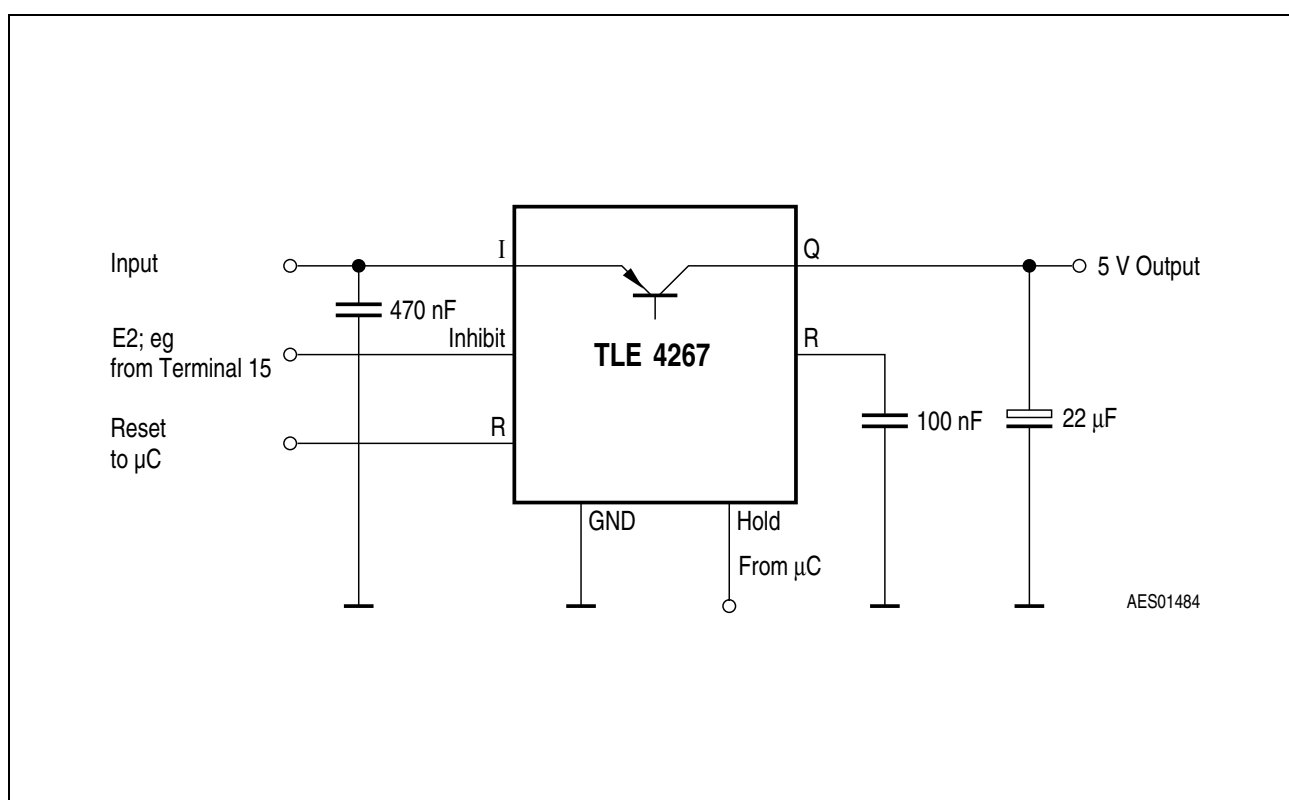 Input
I
Q
5 V Output
470 nF
E2; eg
from Terminal 15
Inhibit
TLE 4267
R
Reset
to µC
R
100 nF
22 µF
GND
Hold
From µC
AES01484